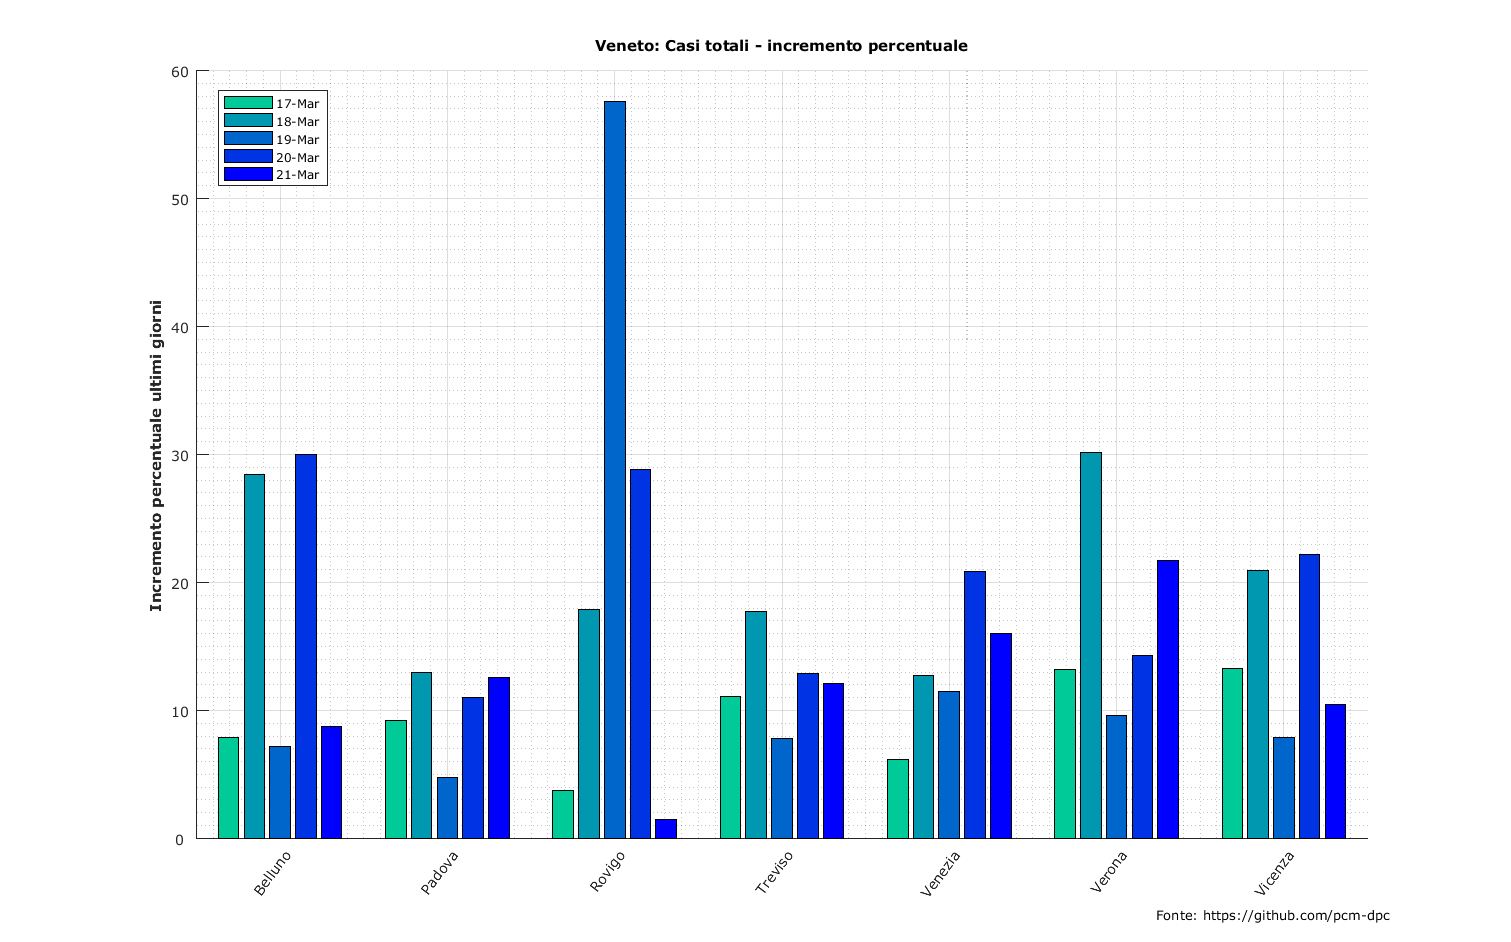 Veneto: Casi totali - incremento percentuale
60
50
40
30
20
10
0
Incremento percentuale ultimi giorni
17-Mar
18-Mar
19-Mar
20-Mar
21-Mar
Belluno
Padova
Rovigo
Treviso
Venezia
Verona
Vicenza
Fonte: https://github.com/pcm-dpc